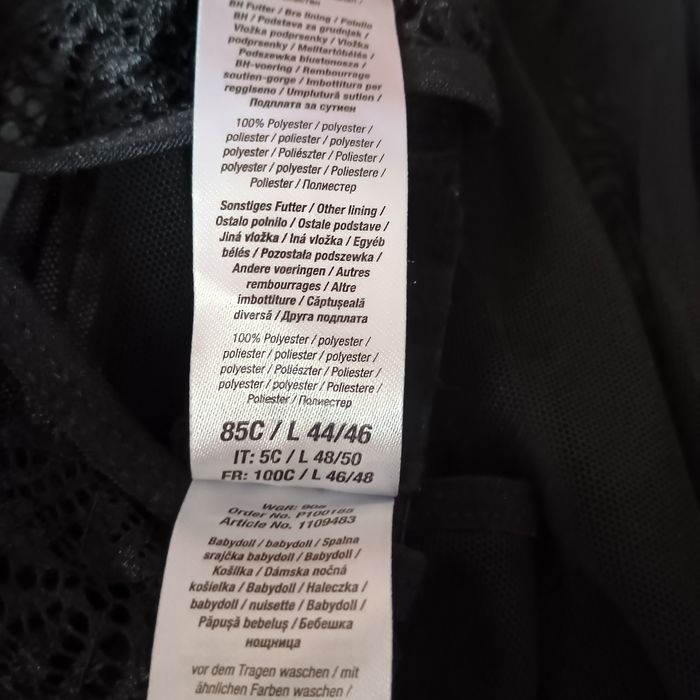 BH Futter / Bra lining / Polnilo
BH / Podstava za grudnjak /
Vložka podprsenky / Vložka
podprsenky / Melltartóbélés /
Podszewka biustonosza /
BH-voering / Rembourrage
soutien-gorge / Imbottitura per
reggiseno / Umplutură sutien /
Подплата за сутиен
100% Polyester / polyester /
poliester / poliester / polyester /
polyester / Poliészter / Poliester /
polyester / polyester / Poliestere /
Poliester / Полиестер
Sonstiges Futter / Other lining /
Ostalo polnilo / Ostale podstave /
Jiná vložka / Iná vložka / Egyéb
bélés / Pozostała podszewka /
Andere voeringen / Autres
rembourrages / Altre
imbottiture / Căptușeală
diversă / Друга подплата
100% Polyester / polyester /
poliester / poliester / polyester /
polyester / Poliészter / Poliester /
polyester / polyester / Poliestere /
Poliester / Полиестер
85C / L 44/46
IT: 5C / L 48/50
FR: 100C / L 46/48
Order No. P100188
Article No. 1109483
Babydoll / babydoll / Spalna
srajčka babydoll / Babydoll /
Košilka / Dámska nočná
košieľka / Babydoll / Haleczka /
babydoll / nuisette / Babydoll /
Păpușă bebeluș / Бебешка
нощница
vor dem Tragen waschen / mit
ähnlichen Farben waschen /